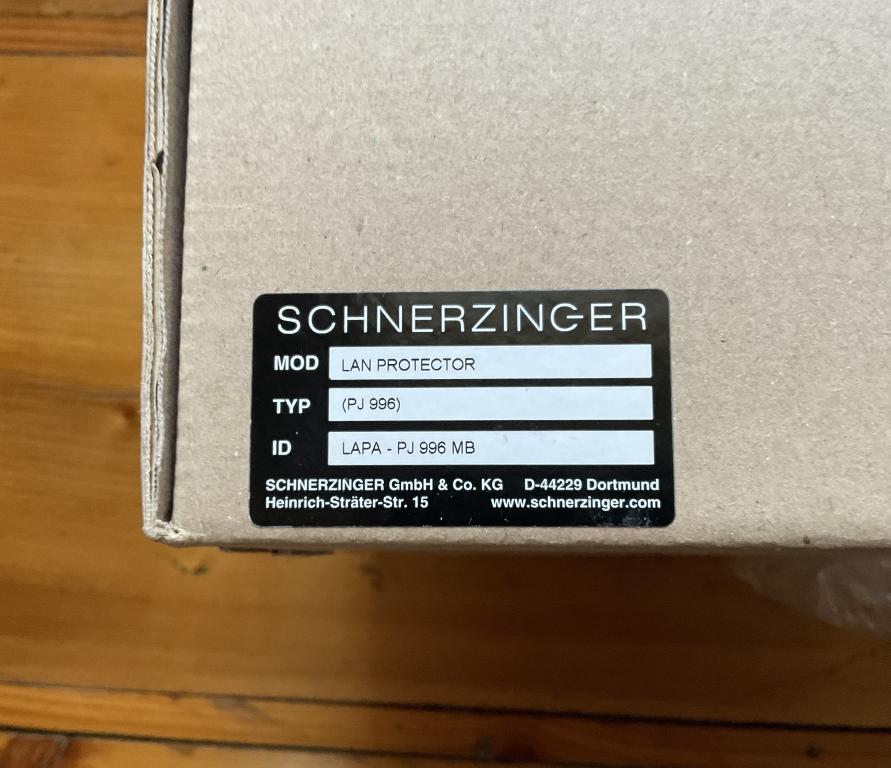 SCHNERZINGER
MOD LAN PROTECTOR
TYP (PJ 996)
ID LAPA - PJ 996 MB
SCHNERZINGER GmbH & Co. KG D-44229 Dortmund
Heinrich-Sträter-Str. 15 www.schnerzinger.com